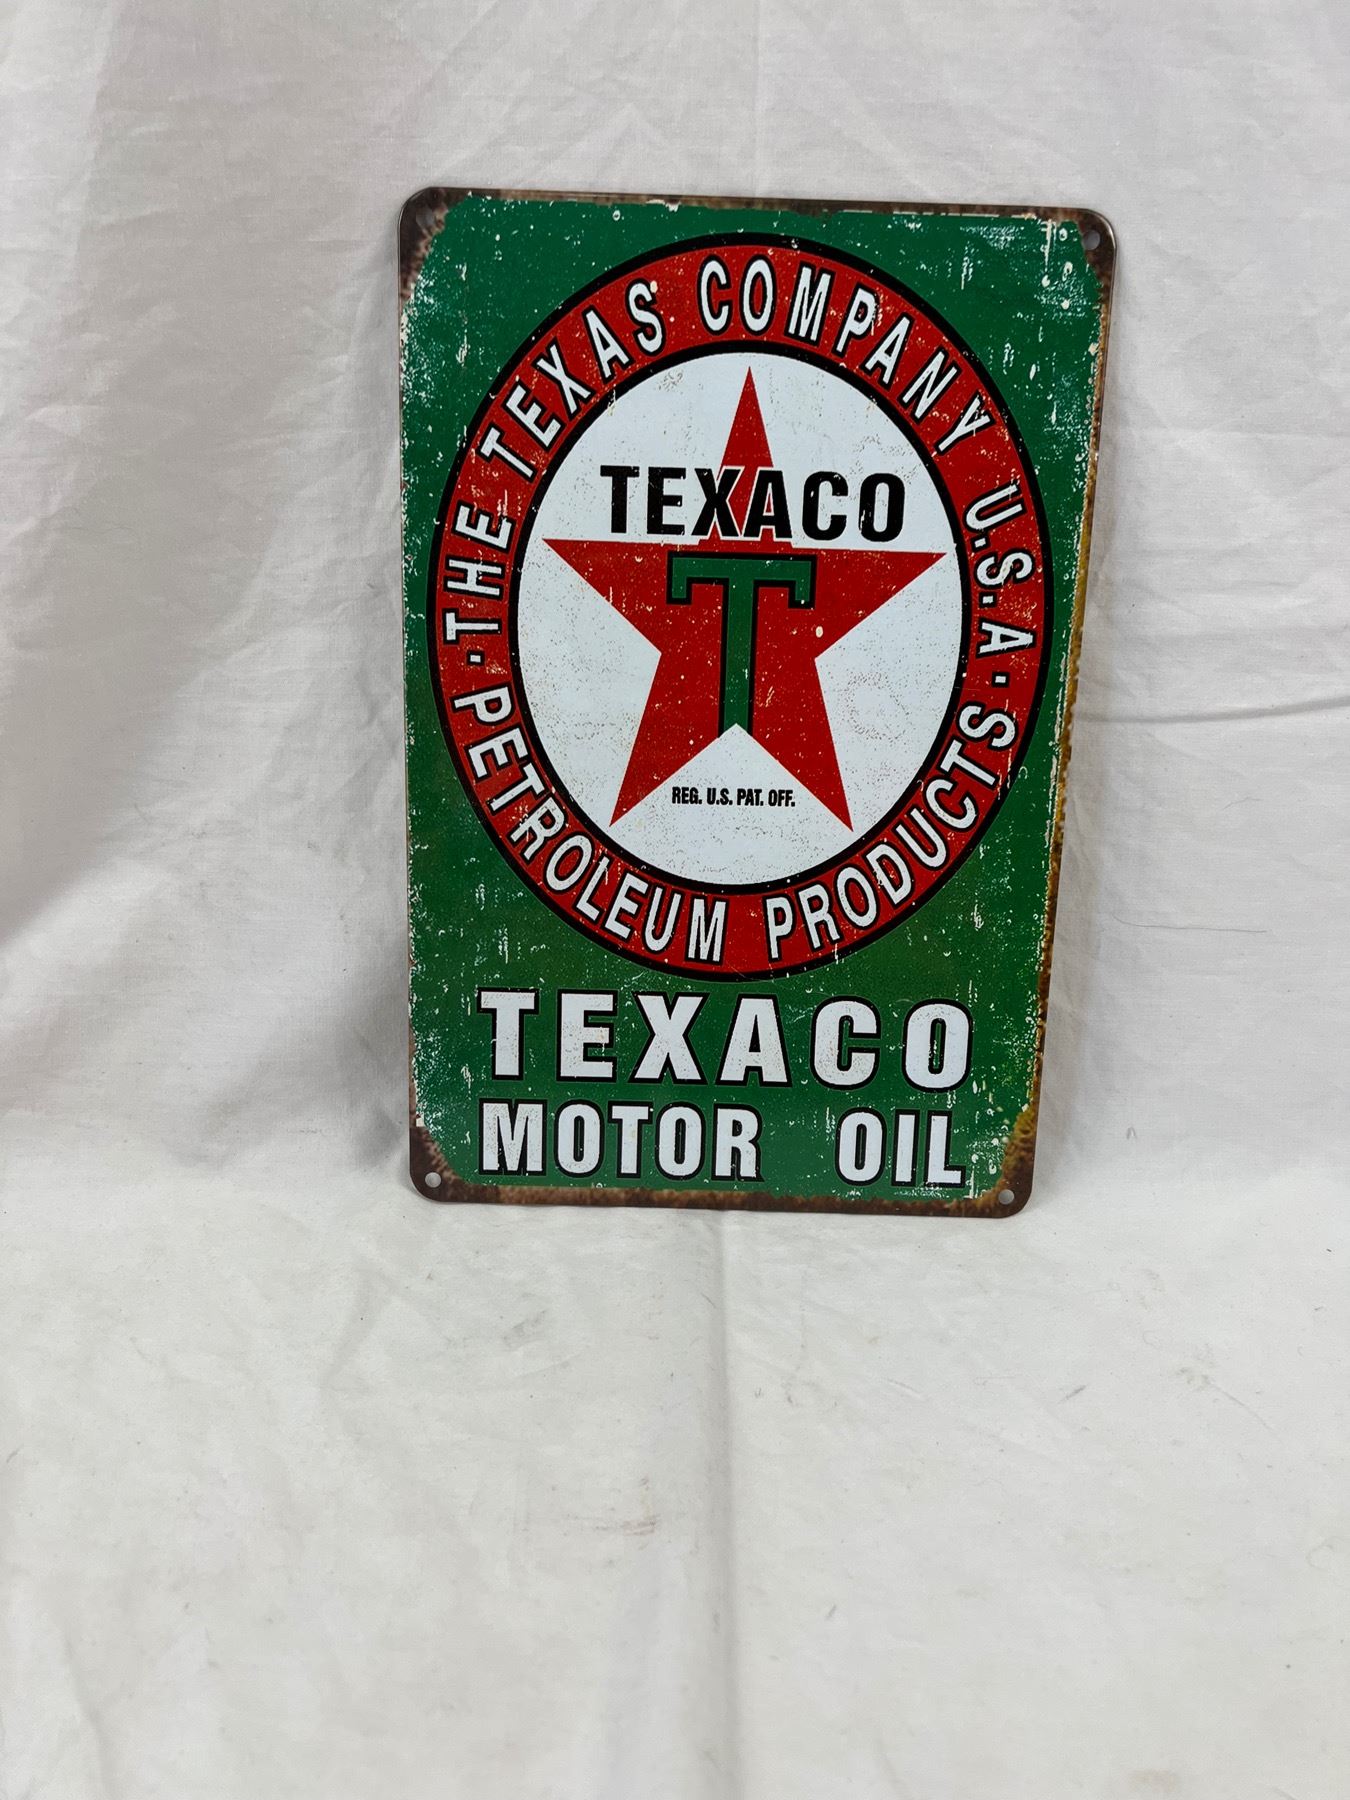 THE TEXAS COMPANY U.S.A.
TEXACO
T
REG. U.S. PAT. OFF.
· PETROLEUM PRODUCTS ·
TEXACO
MOTOR OIL